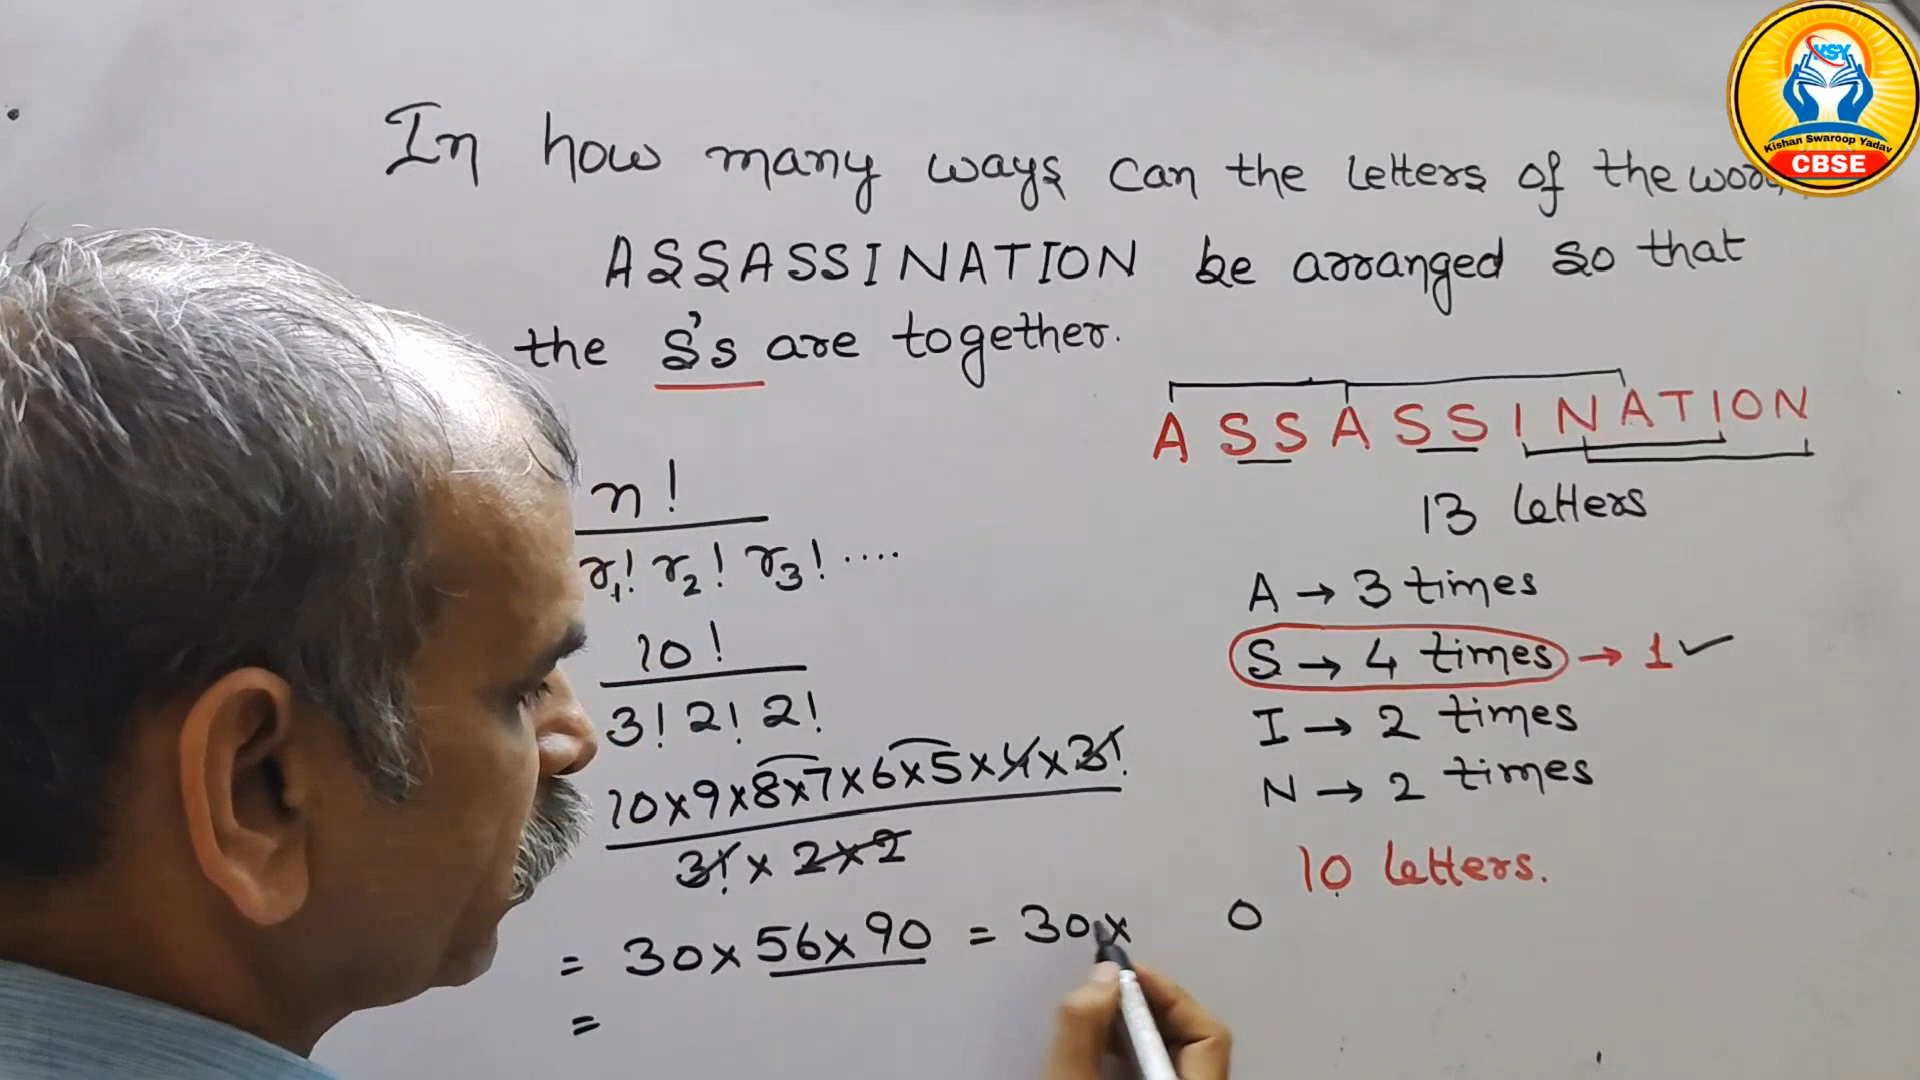 In how many ways can the letters of the word
ASSASSINATION be arranged so that
the S's are together.
ASSASSINATION
13 letters
n!
r₁! r₂! r₃! ....
A → 3 times
10!
3! 2! 2!
S → 4 times → 1 ✓
I → 2 times
N → 2 times
10×9×8×7×6×5×4×3!
3! × 2×2
10 letters.
= 30×56×90 = 30× 0
=
KSY
Kishan Swaroop Yadav
CBSE